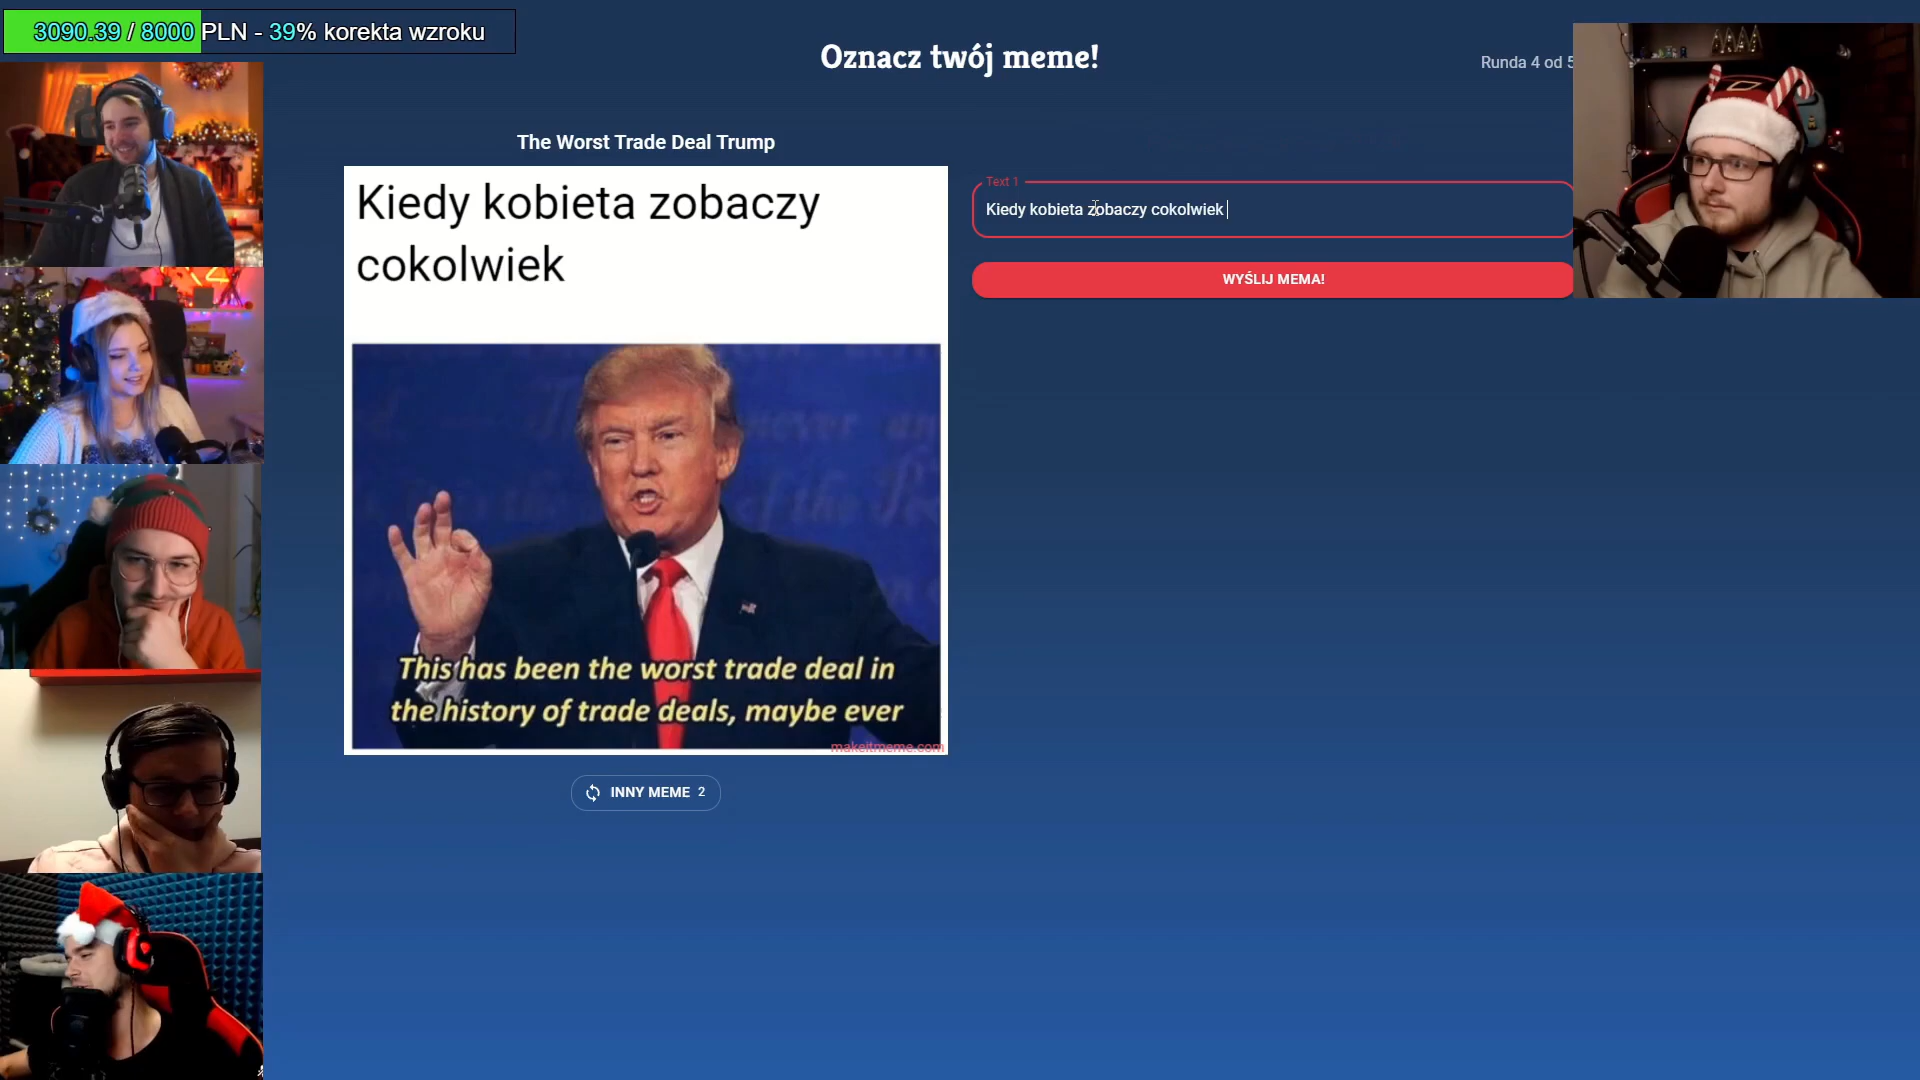 3090.39 / 8000 PLN - 39% korekta wzroku
Oznacz twój meme!
Runda 4 od 5
The Worst Trade Deal Trump
Kiedy kobieta zobaczy
cokolwiek
This has been the worst trade deal in
the history of trade deals, maybe ever
makeitmeme.com
INNY MEME 2
Text 1
Kiedy kobieta zobaczy cokolwiek
WYŚLIJ MEMA!